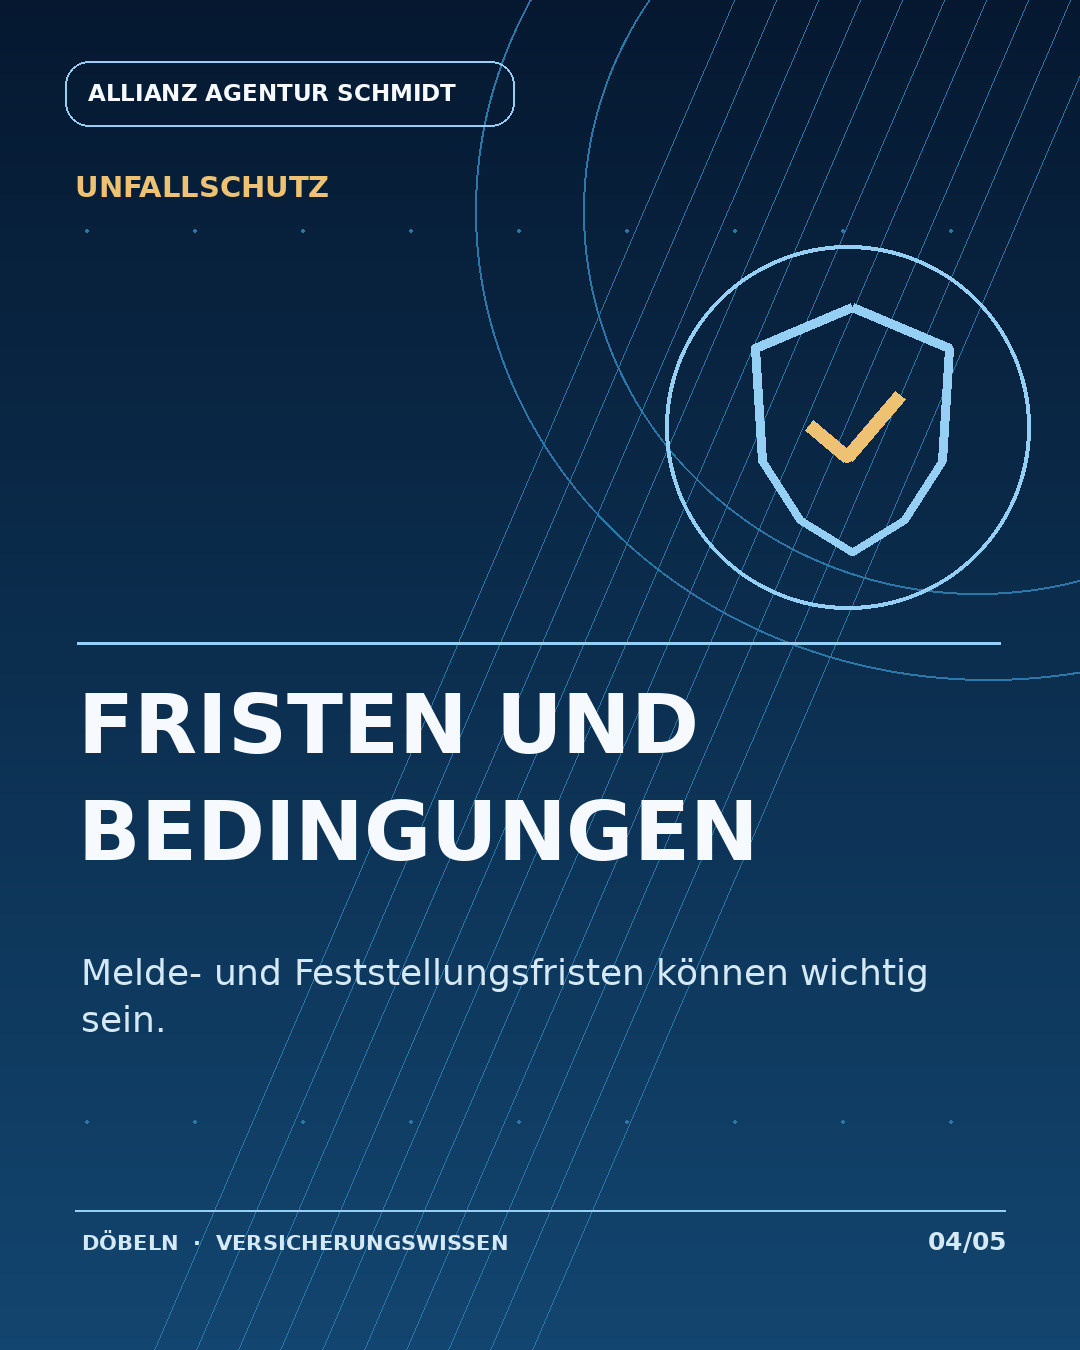 ALLIANZ AGENTUR SCHMIDT
UNFALLSCHUTZ
FRISTEN UND
BEDINGUNGEN
Melde- und Feststellungsfristen können wichtig
sein.
DÖBELN · VERSICHERUNGSWISSEN
04/05